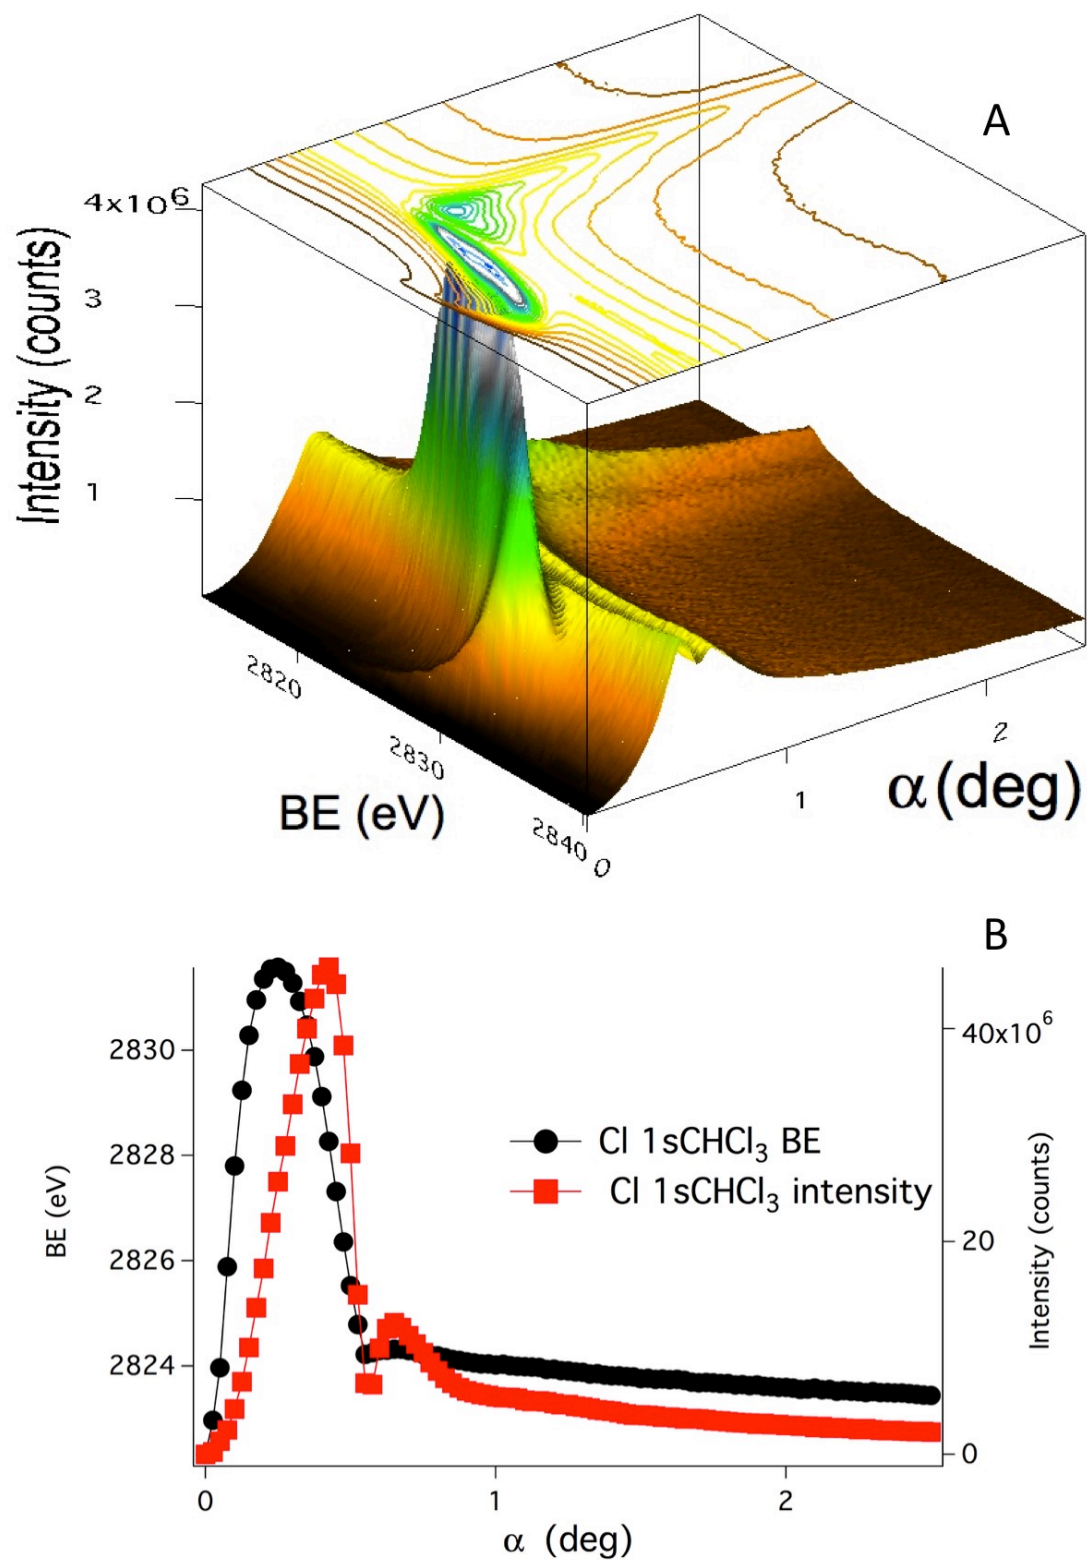 A
4x10⁶
3
2
1
Intensity (counts)
2820
2830
2840
BE (eV)
0
1
2
α (deg)
B
2830
2828
2826
2824
BE (eV)
Cl 1sCHCl₃ BE
Cl 1sCHCl₃ intensity
40x10⁶
20
0
Intensity (counts)
0
1
2
α (deg)